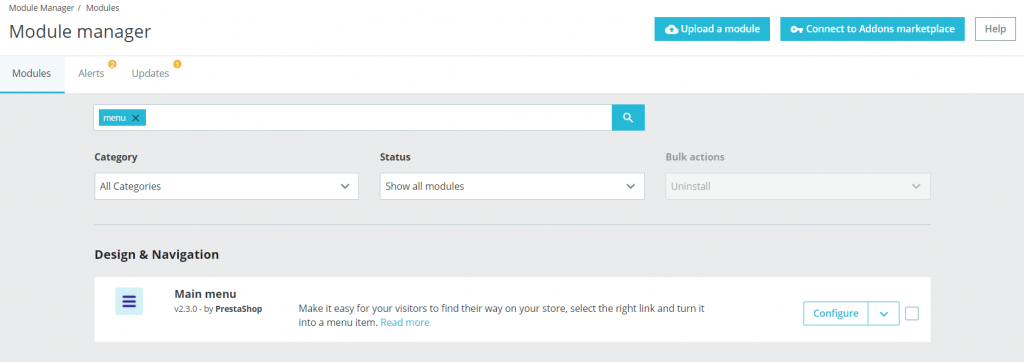 Module Manager / Modules
Module manager
Upload a module
Connect to Addons marketplace
Help
Modules
Alerts
2
Updates
1
menu
Category
Status
Bulk actions
All Categories
Show all modules
Uninstall
Design & Navigation
Main menu
v2.3.0 - by PrestaShop
Make it easy for your visitors to find their way on your store, select the right link and turn it
into a menu item. Read more
Configure